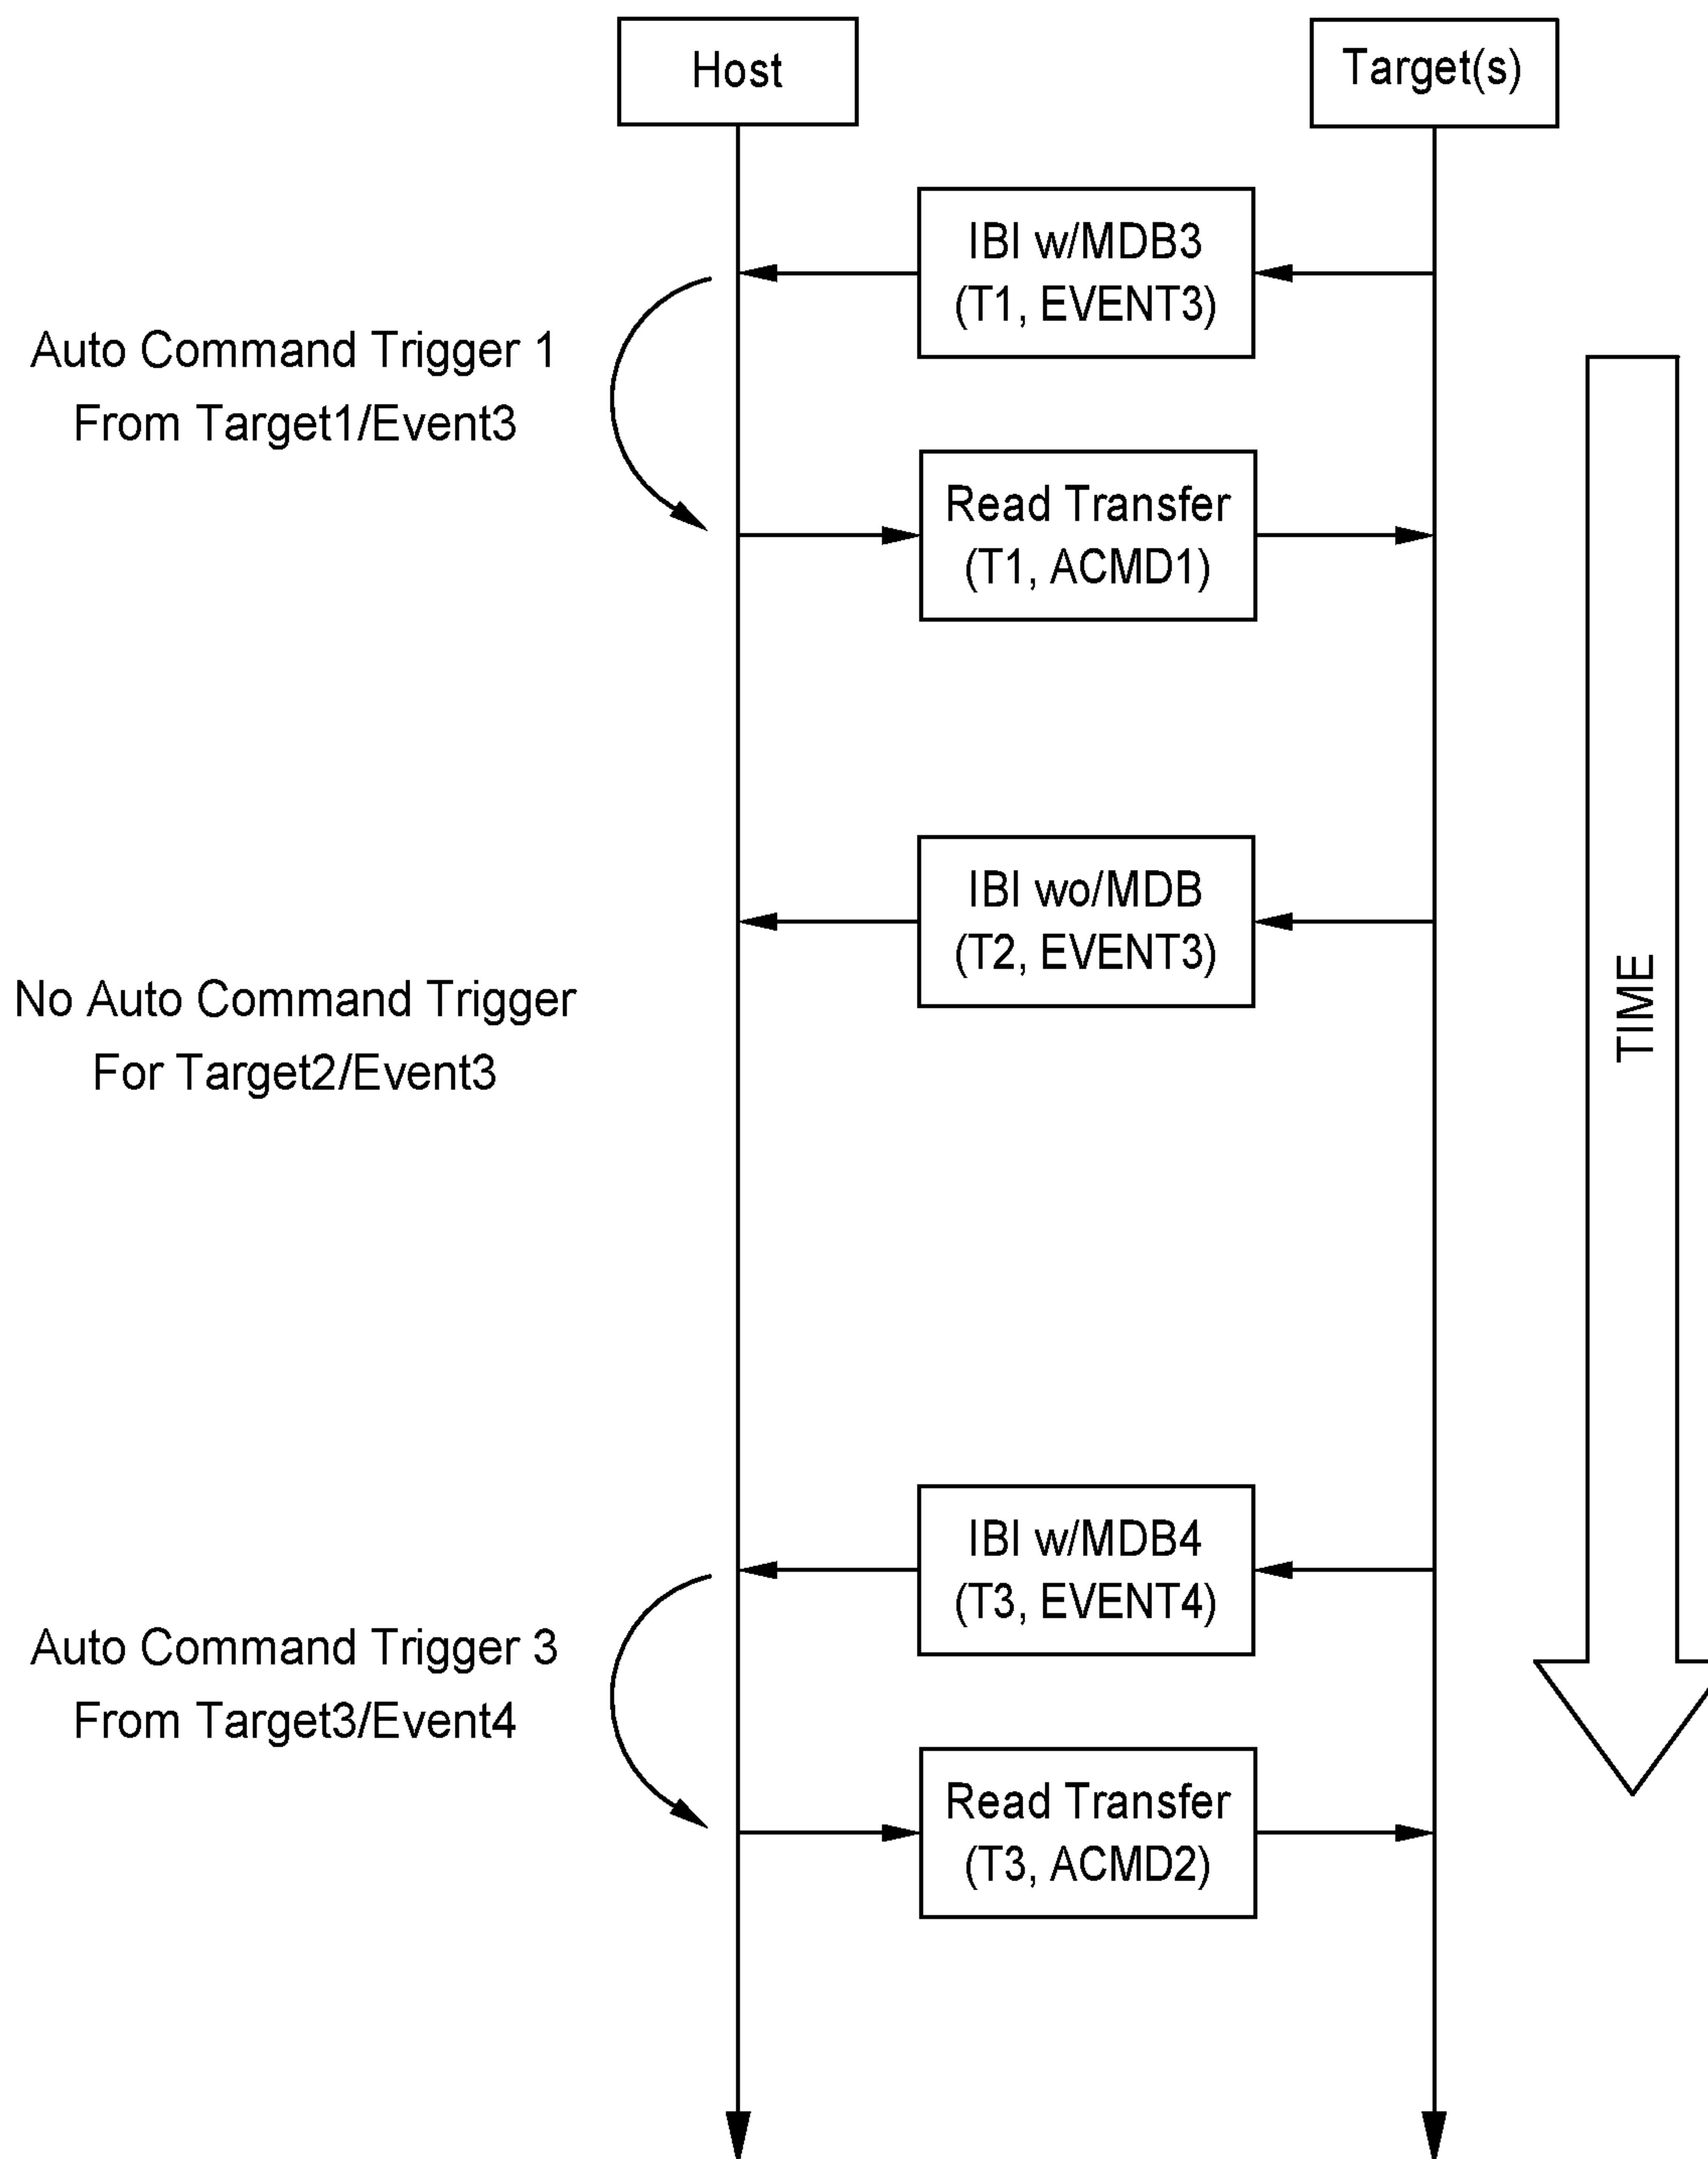 Host
Target(s)
IBI w/MDB3
(T1, EVENT3)
Auto Command Trigger 1
From Target1/Event3
Read Transfer
(T1, ACMD1)
IBI wo/MDB
(T2, EVENT3)
No Auto Command Trigger
For Target2/Event3
TIME
IBI w/MDB4
(T3, EVENT4)
Auto Command Trigger 3
From Target3/Event4
Read Transfer
(T3, ACMD2)